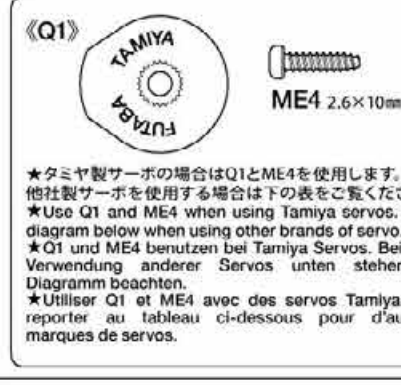 《Q1》
TAMIYA
FUTABA
ME4 2.6×10mm
★タミヤ製サーボの場合はQ1とME4を使用します。
他社製サーボを使用する場合は下の表をご覧くださ
★Use Q1 and ME4 when using Tamiya servos.
diagram below when using other brands of servo.
★Q1 und ME4 benutzen bei Tamiya Servos. Bei
Verwendung anderer Servos unten stehen
Diagramm beachten.
★Utiliser Q1 et ME4 avec des servos Tamiya
reporter au tableau ci-dessous pour d'au
marques de servos.